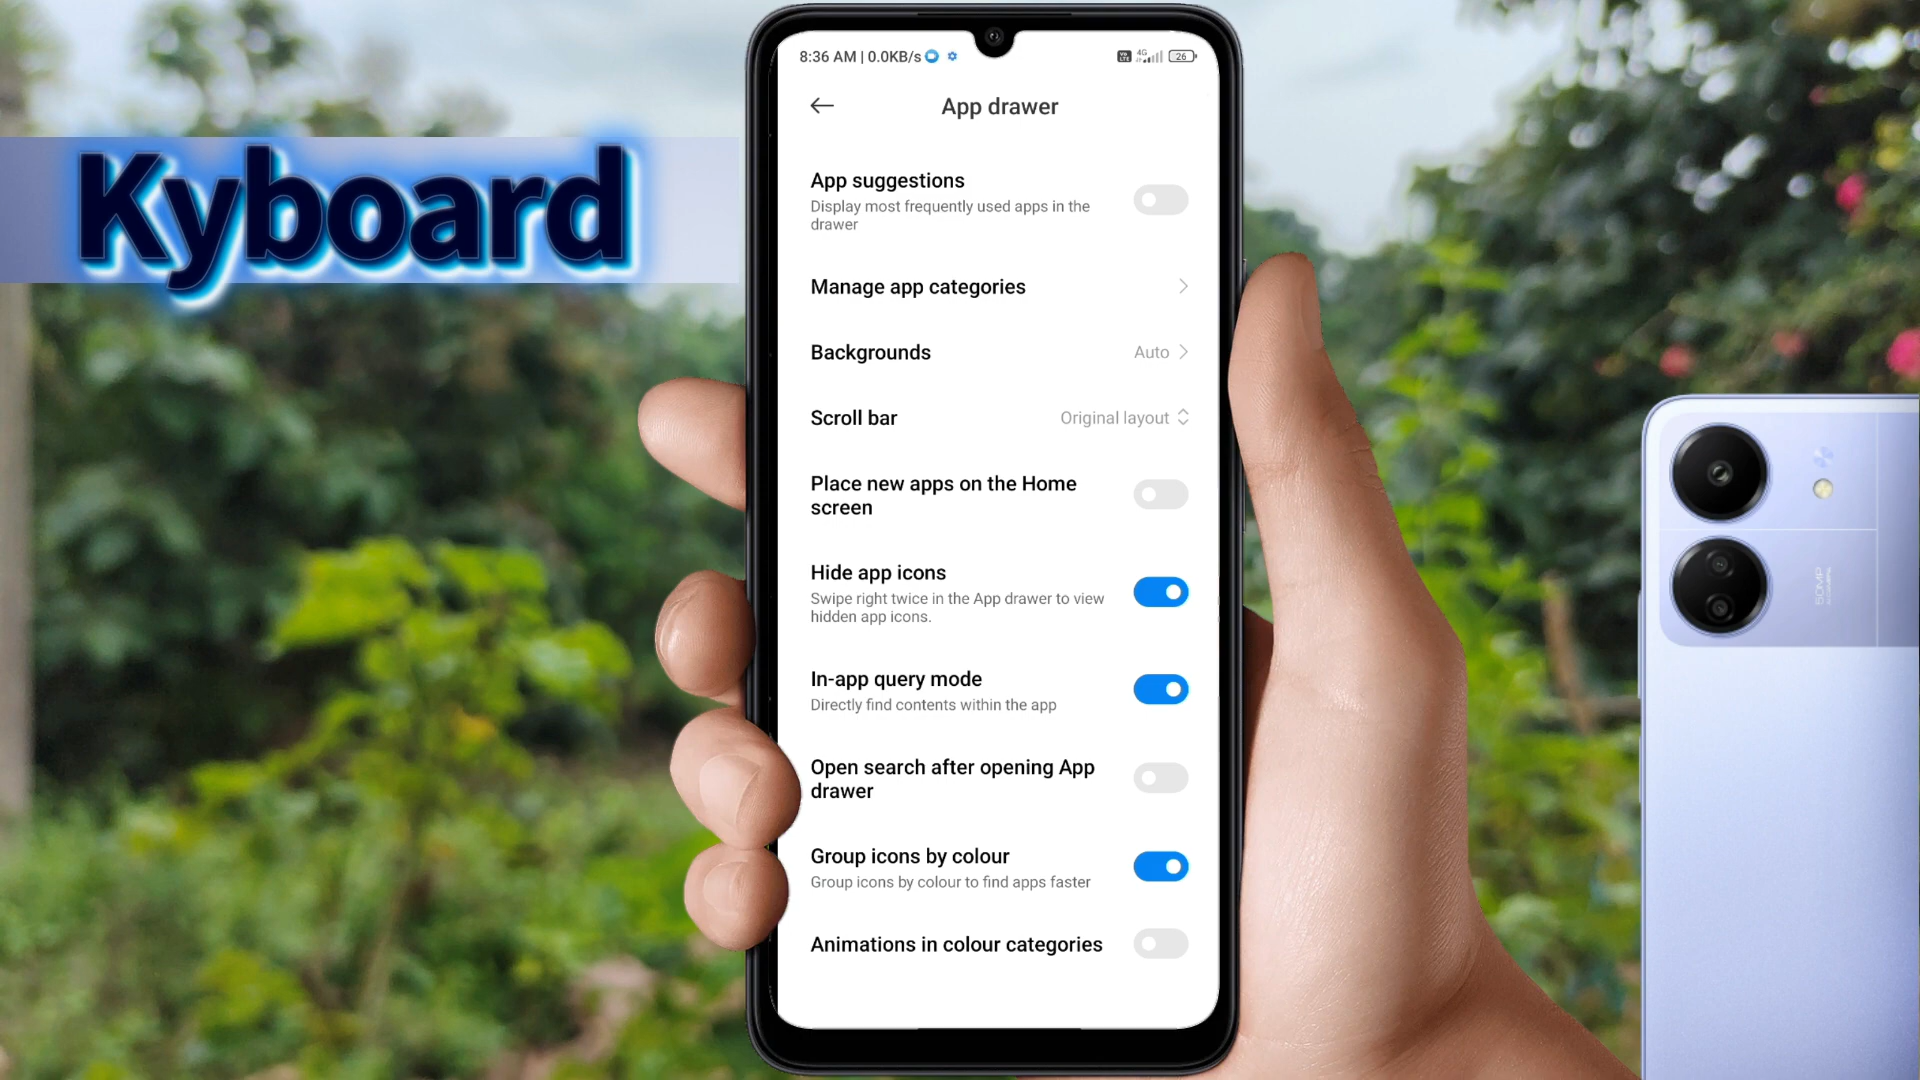 Kyboard
8:36 AM | 0.0KB/s
4G
26
App drawer
App suggestions
Display most frequently used apps in the
drawer
Manage app categories
Backgrounds
Auto
Scroll bar
Original layout
Place new apps on the Home
screen
Hide app icons
Swipe right twice in the App drawer to view
hidden app icons.
In-app query mode
Directly find contents within the app
Open search after opening App
drawer
Group icons by colour
Group icons by colour to find apps faster
Animations in colour categories
50MP